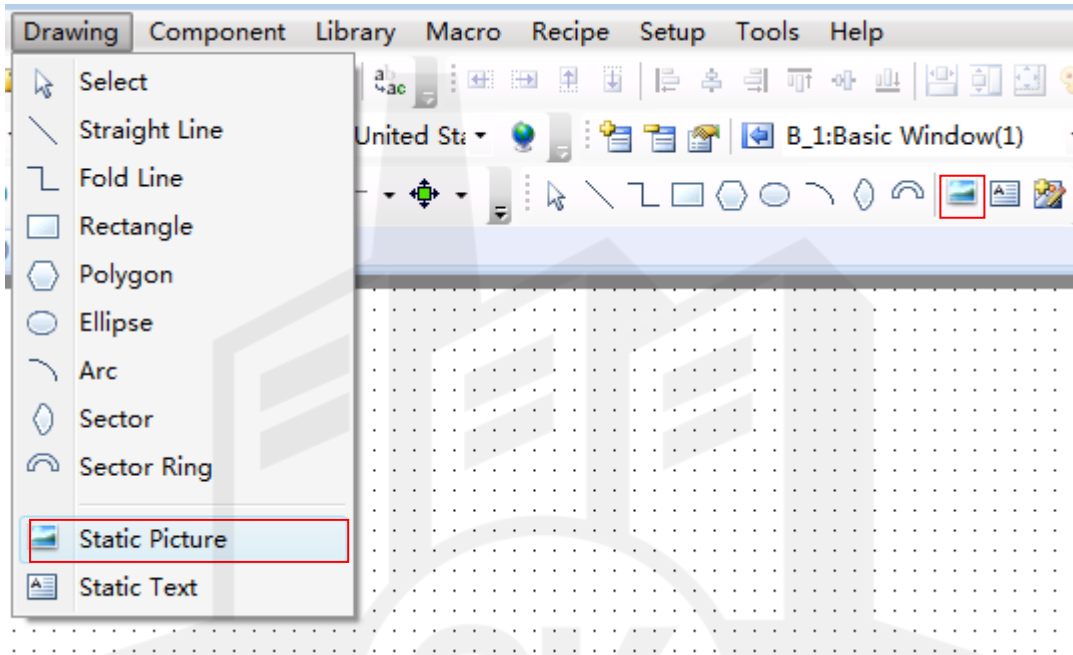 Drawing Component Library Macro Recipe Setup Tools Help
Select
Straight Line United Sta B_1:Basic Window(1)
Fold Line
Rectangle
Polygon
Ellipse
Arc
Sector
Sector Ring
Static Picture
Static Text